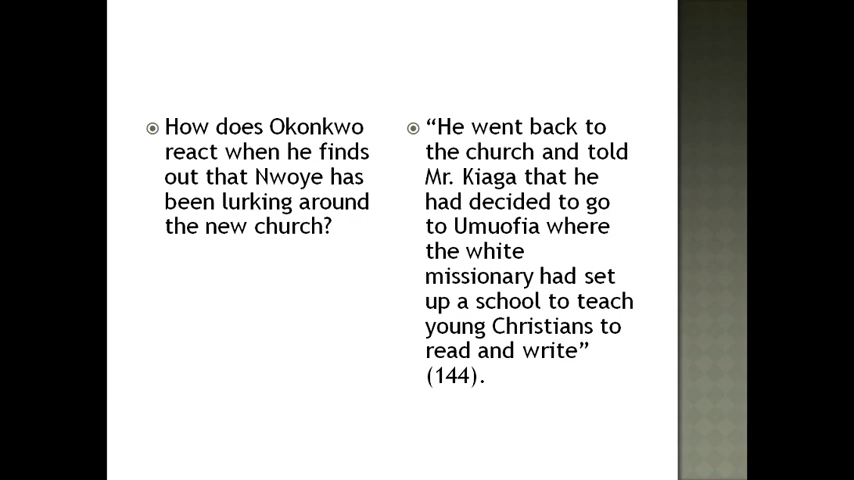 How does Okonkwo
react when he finds
out that Nwoye has
been lurking around
the new church?
“He went back to
the church and told
Mr. Kiaga that he
had decided to go
to Umuofia where
the white
missionary had set
up a school to teach
young Christians to
read and write”
(144).